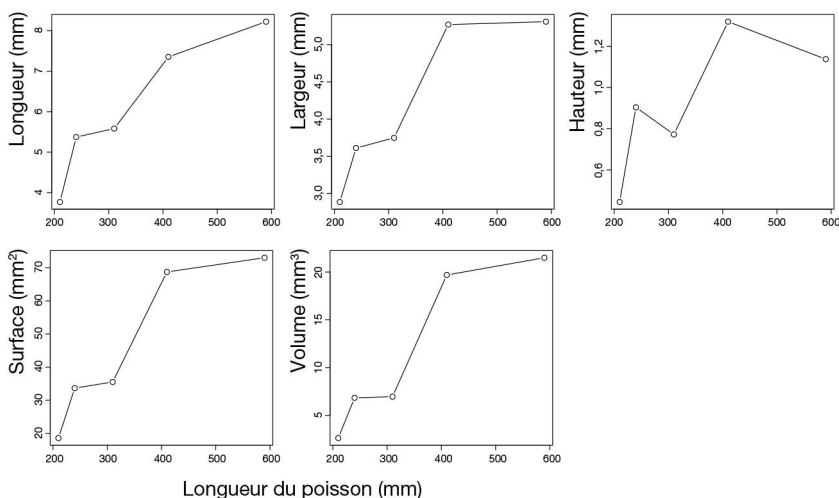 Longueur (mm)
8
7
6
5
4
200 300 400 500 600
Largeur (mm)
5,0
4,5
4,0
3,5
3,0
200 300 400 500 600
Hauteur (mm)
1,2
1,0
0,8
0,6
200 300 400 500 600
Surface (mm²)
70
60
50
40
30
20
200 300 400 500 600
Volume (mm³)
20
15
10
5
200 300 400 500 600
Longueur du poisson (mm)